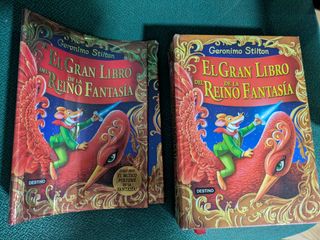 Geronimo Stilton
EL GRAN LIBRO
DEL REINO DE LA FANTASÍA
DESTINO
Geronimo Stilton
EL GRAN LIBRO
DEL REINO DE LA FANTASÍA
DESTINO